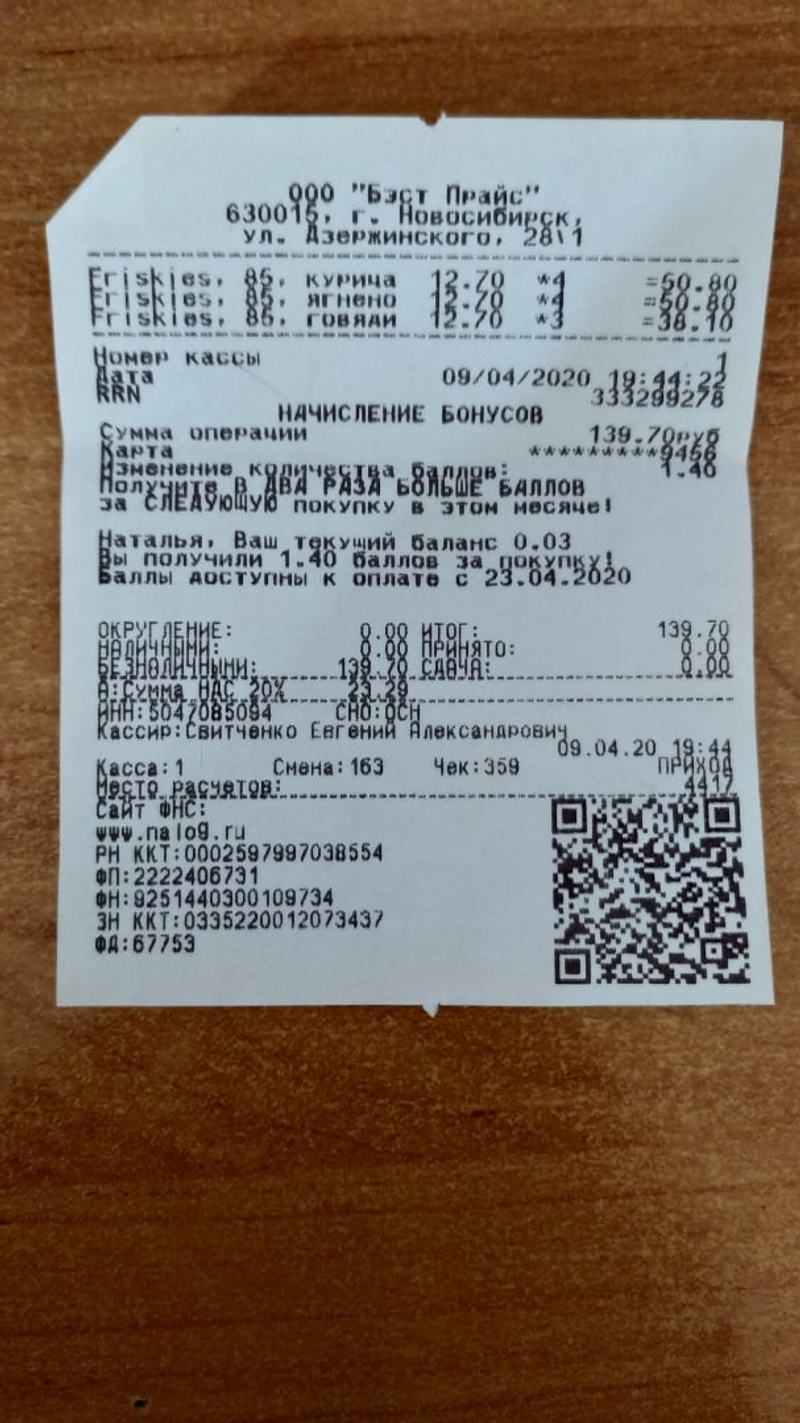 ООО "Бэст Прайс"
630015, г. Новосибирск,
ул. Дзержинского, 28\1
Friskies, 85, курица 12.70 *4 =50.80
Friskies, 85, ягнено 12.70 *4 =50.80
Friskies, 85, говяди 12.70 *3 =38.10
Номер кассы 1
Дата 09/04/2020 19:44:22
RRN 333299278
НАЧИСЛЕНИЕ БОНУСОВ
Сумма операции 139.70руб
Карта *********9456
Изменение количества баллов: 1.40
Получите В ДВА РАЗА БОЛЬШЕ БАЛЛОВ
за СЛЕДУЮЩУЮ покупку в этом месяце!
Наталья, Ваш текущий баланс 0.03
Вы получили 1.40 баллов за покупку!
Баллы доступны к оплате с 23.04.2020
ОКРУГЛЕНИЕ: 0.00 ИТОГ: 139.70
НАЛИЧНЫМИ: 0.00 ПРИНЯТО: 0.00
БЕЗНАЛИЧНЫМИ: 139.70 СДАЧА: 0.00
А:Сумма НДС 20% 23.29
ИНН:5047085094 СНО:ОСН
Кассир:Свитченко Евгений Александрович
09.04.20 19:44
Касса:1 Смена:163 Чек:359 ПРИХОД
Место расчетов: 4417
Сайт ФНС:
www.nalog.ru
РН ККТ:0002597997038554
ФП:2222406731
ФН:9251440300109734
ЗН ККТ:0335220012073437
ФД:67753